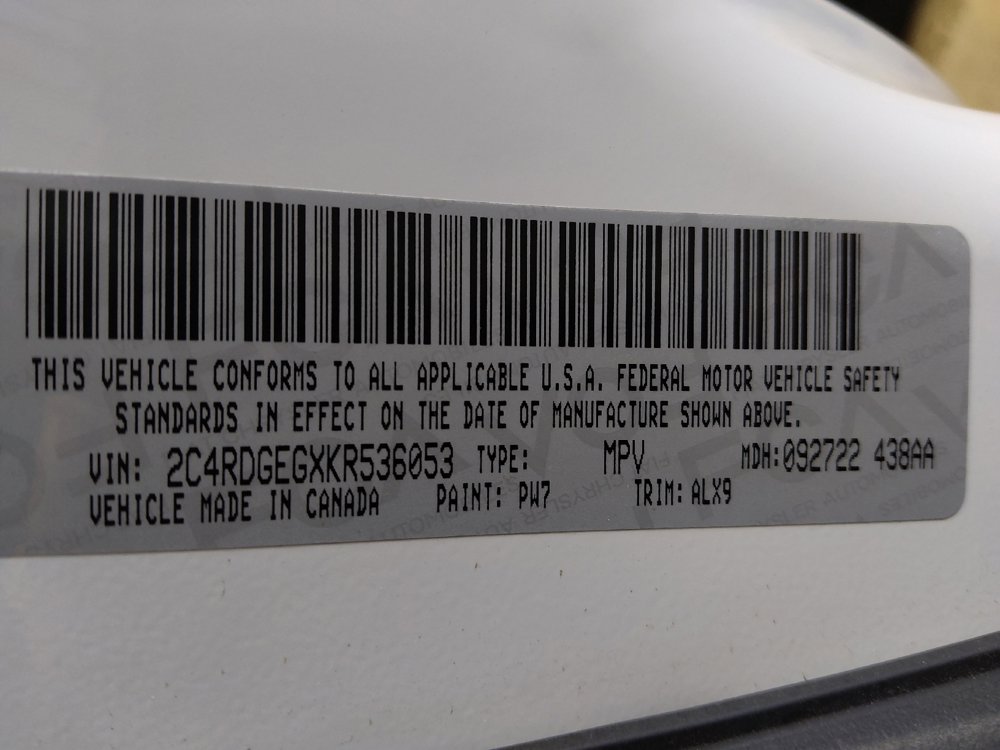 THIS VEHICLE CONFORMS TO ALL APPLICABLE U.S.A. FEDERAL MOTOR VEHICLE SAFETY
STANDARDS IN EFFECT ON THE DATE OF MANUFACTURE SHOWN ABOVE.
VIN: 2C4RDGEGXKR536053 TYPE: MPV MDH:092722 438AA
VEHICLE MADE IN CANADA PAINT: PW7 TRIM: ALX9